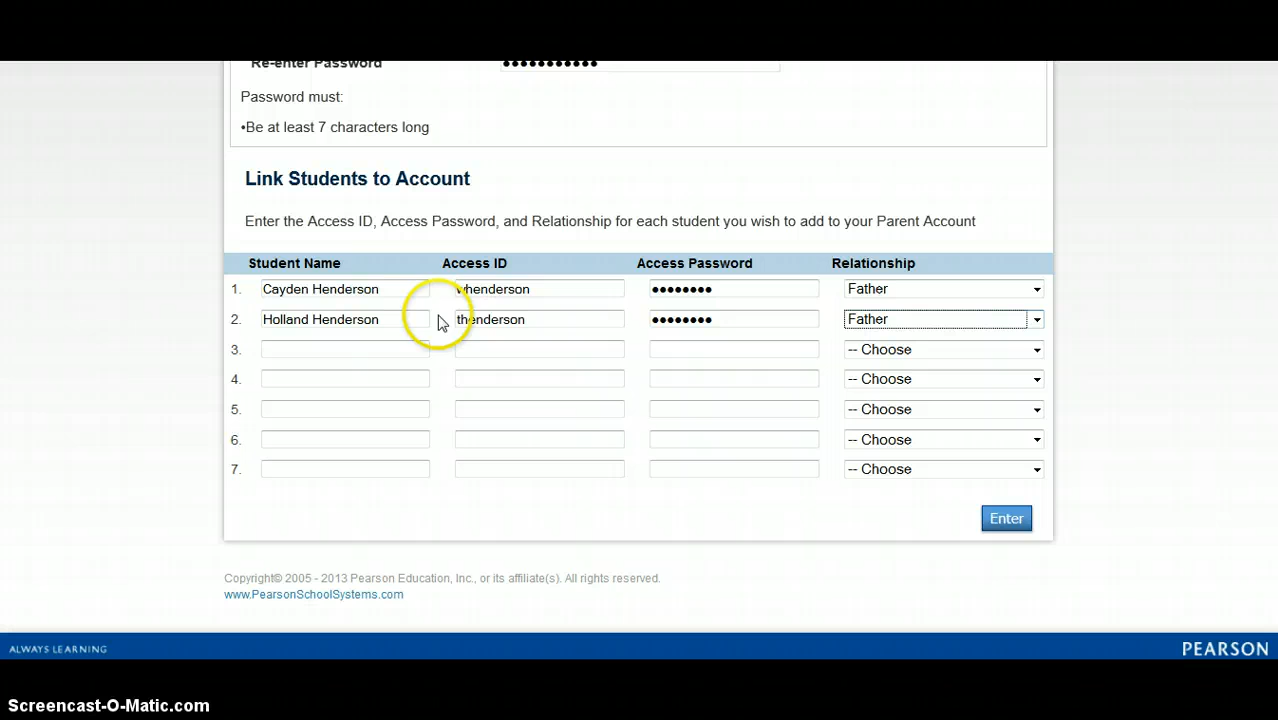 Re-enter Password ●●●●●●●●●●●
Password must:
•Be at least 7 characters long
Link Students to Account
Enter the Access ID, Access Password, and Relationship for each student you wish to add to your Parent Account
Student Name Access ID Access Password Relationship
1. Cayden Henderson whenderson ●●●●●●●● Father
2. Holland Henderson thenderson ●●●●●●●● Father
3. -- Choose
4. -- Choose
5. -- Choose
6. -- Choose
7. -- Choose
Enter
Copyright© 2005 - 2013 Pearson Education, Inc., or its affiliate(s). All rights reserved.
www.PearsonSchoolSystems.com
ALWAYS LEARNING PEARSON
Screencast-O-Matic.com